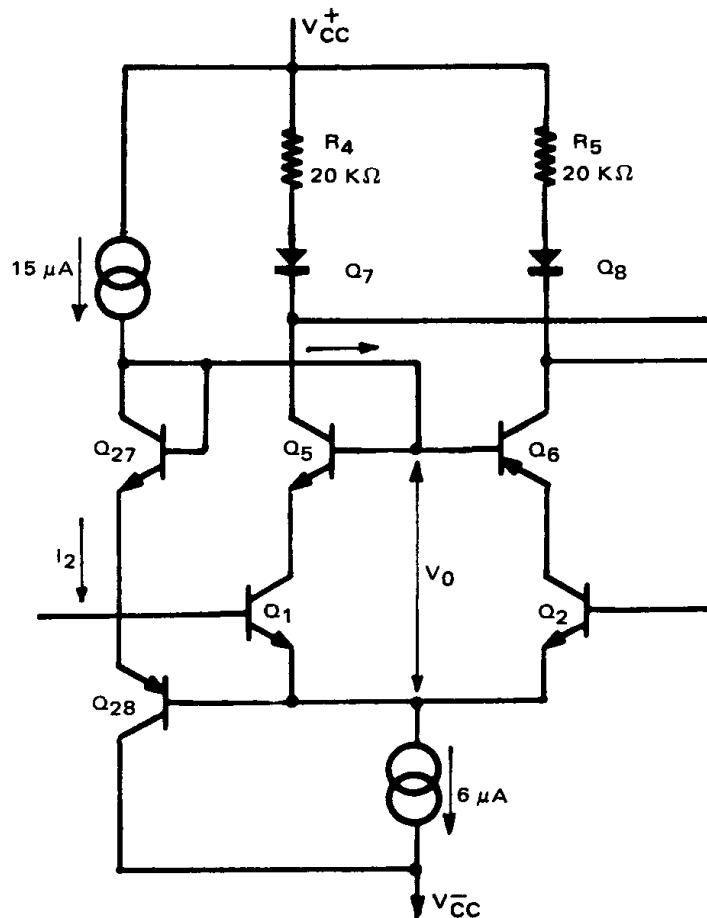 V⁺CC
R4
20 KΩ
R5
20 KΩ
15 μA
Q7
Q8
Q27
Q5
Q6
I2
V0
Q1
Q2
Q28
6 μA
V⁻CC